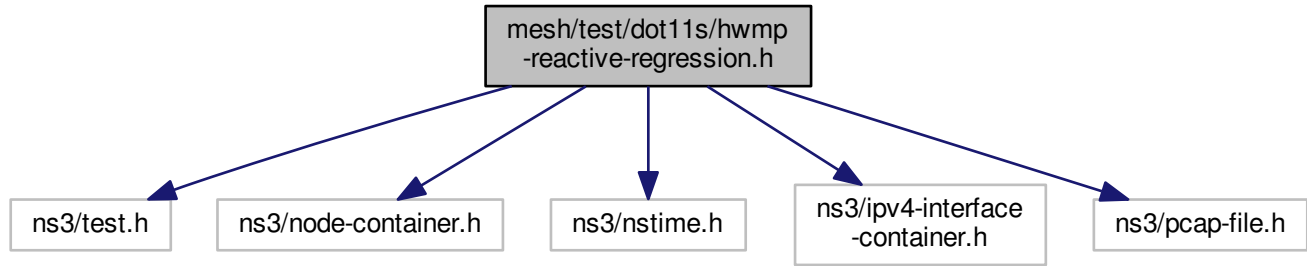 mesh/test/dot11s/hwmp
-reactive-regression.h
ns3/test.h
ns3/node-container.h
ns3/nstime.h
ns3/ipv4-interface
-container.h
ns3/pcap-file.h